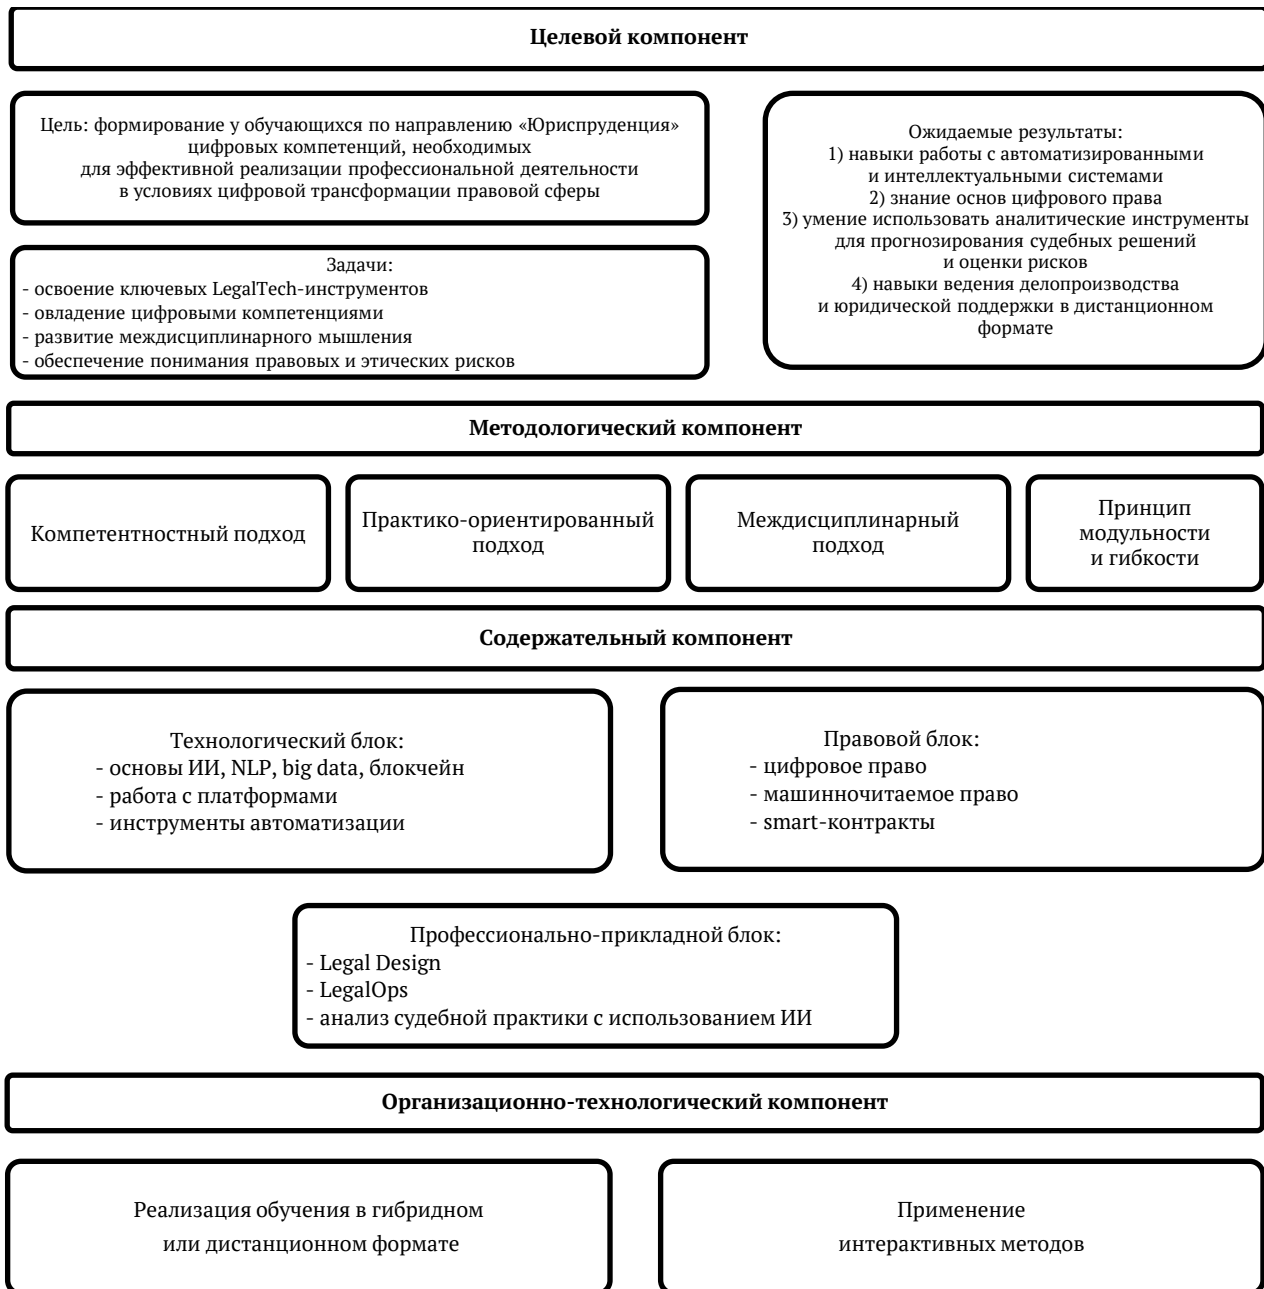 Целевой компонент
Цель: формирование у обучающихся по направлению «Юриспруденция»
цифровых компетенций, необходимых
для эффективной реализации профессиональной деятельности
в условиях цифровой трансформации правовой сферы
Задачи:
- освоение ключевых LegalTech-инструментов
- овладение цифровыми компетенциями
- развитие междисциплинарного мышления
- обеспечение понимания правовых и этических рисков
Ожидаемые результаты:
1) навыки работы с автоматизированными
и интеллектуальными системами
2) знание основ цифрового права
3) умение использовать аналитические инструменты
для прогнозирования судебных решений
и оценки рисков
4) навыки ведения делопроизводства
и юридической поддержки в дистанционном
формате
Методологический компонент
Компетентностный подход
Практико-ориентированный
подход
Междисциплинарный
подход
Принцип
модульности
и гибкости
Содержательный компонент
Технологический блок:
- основы ИИ, NLP, big data, блокчейн
- работа с платформами
- инструменты автоматизации
Правовой блок:
- цифровое право
- машинночитаемое право
- smart-контракты
Профессионально-прикладной блок:
- Legal Design
- LegalOps
- анализ судебной практики с использованием ИИ
Организационно-технологический компонент
Реализация обучения в гибридном
или дистанционном формате
Применение
интерактивных методов